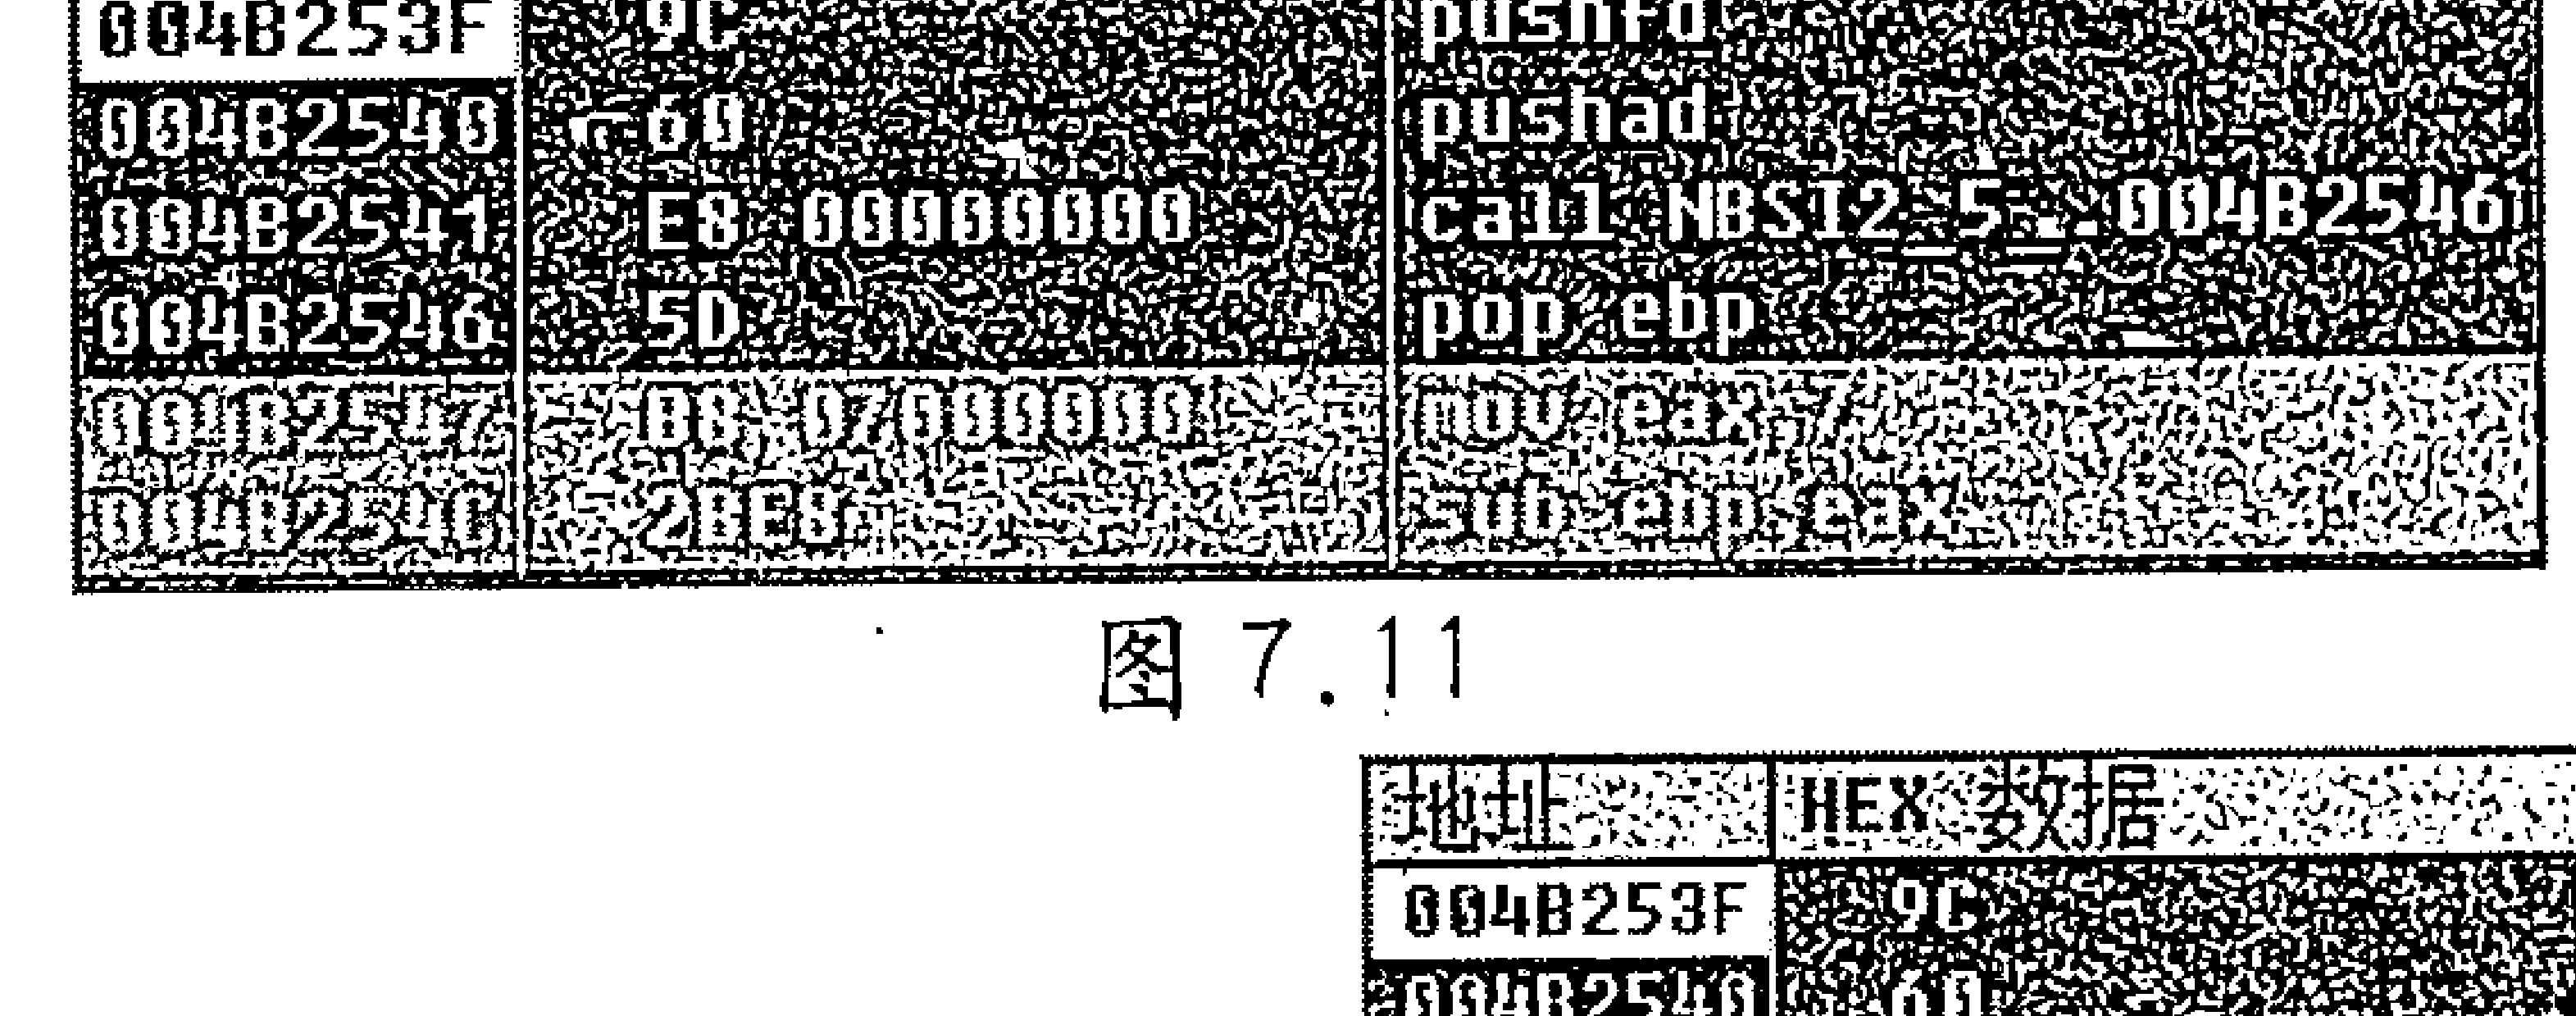 004B253F 9C pushfd
004B2540 60 pushad
004B2541 E8 00000000 call NBSI2_5_.004B2546
004B2546 5D pop ebp
004B2547 B8 07000000 mov eax,7
004B254C 2BE8 sub ebp,eax
图 7.11
地址 HEX 数据
004B253F 9C
004B2540 60